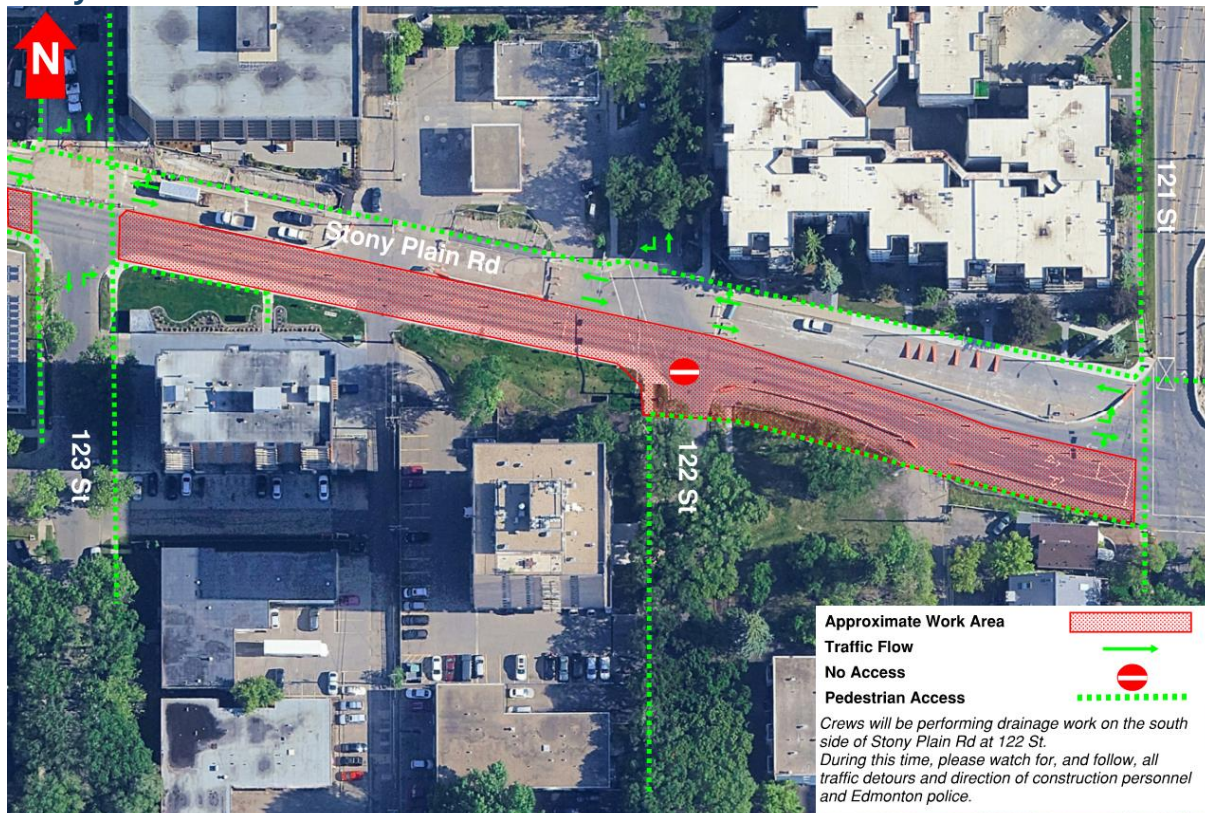 N
Stony Plain Rd
121 St
123 St
122 St
Approximate Work Area
Traffic Flow
No Access
Pedestrian Access
Crews will be performing drainage work on the south
side of Stony Plain Rd at 122 St.
During this time, please watch for, and follow, all
traffic detours and direction of construction personnel
and Edmonton police.